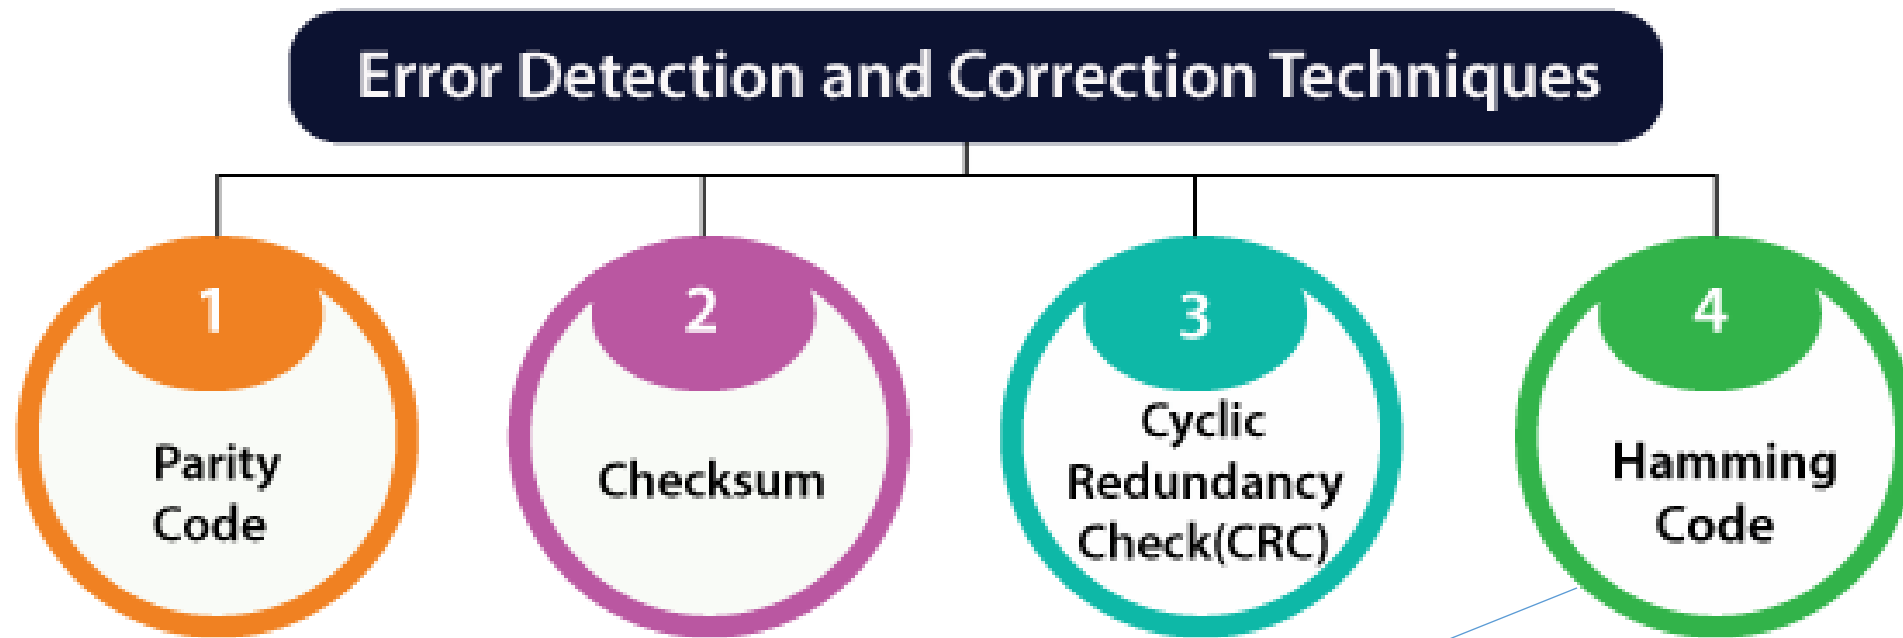 Error Detection and Correction Techniques
1
Parity
Code
2
Checksum
3
Cyclic
Redundancy
Check(CRC)
4
Hamming
Code